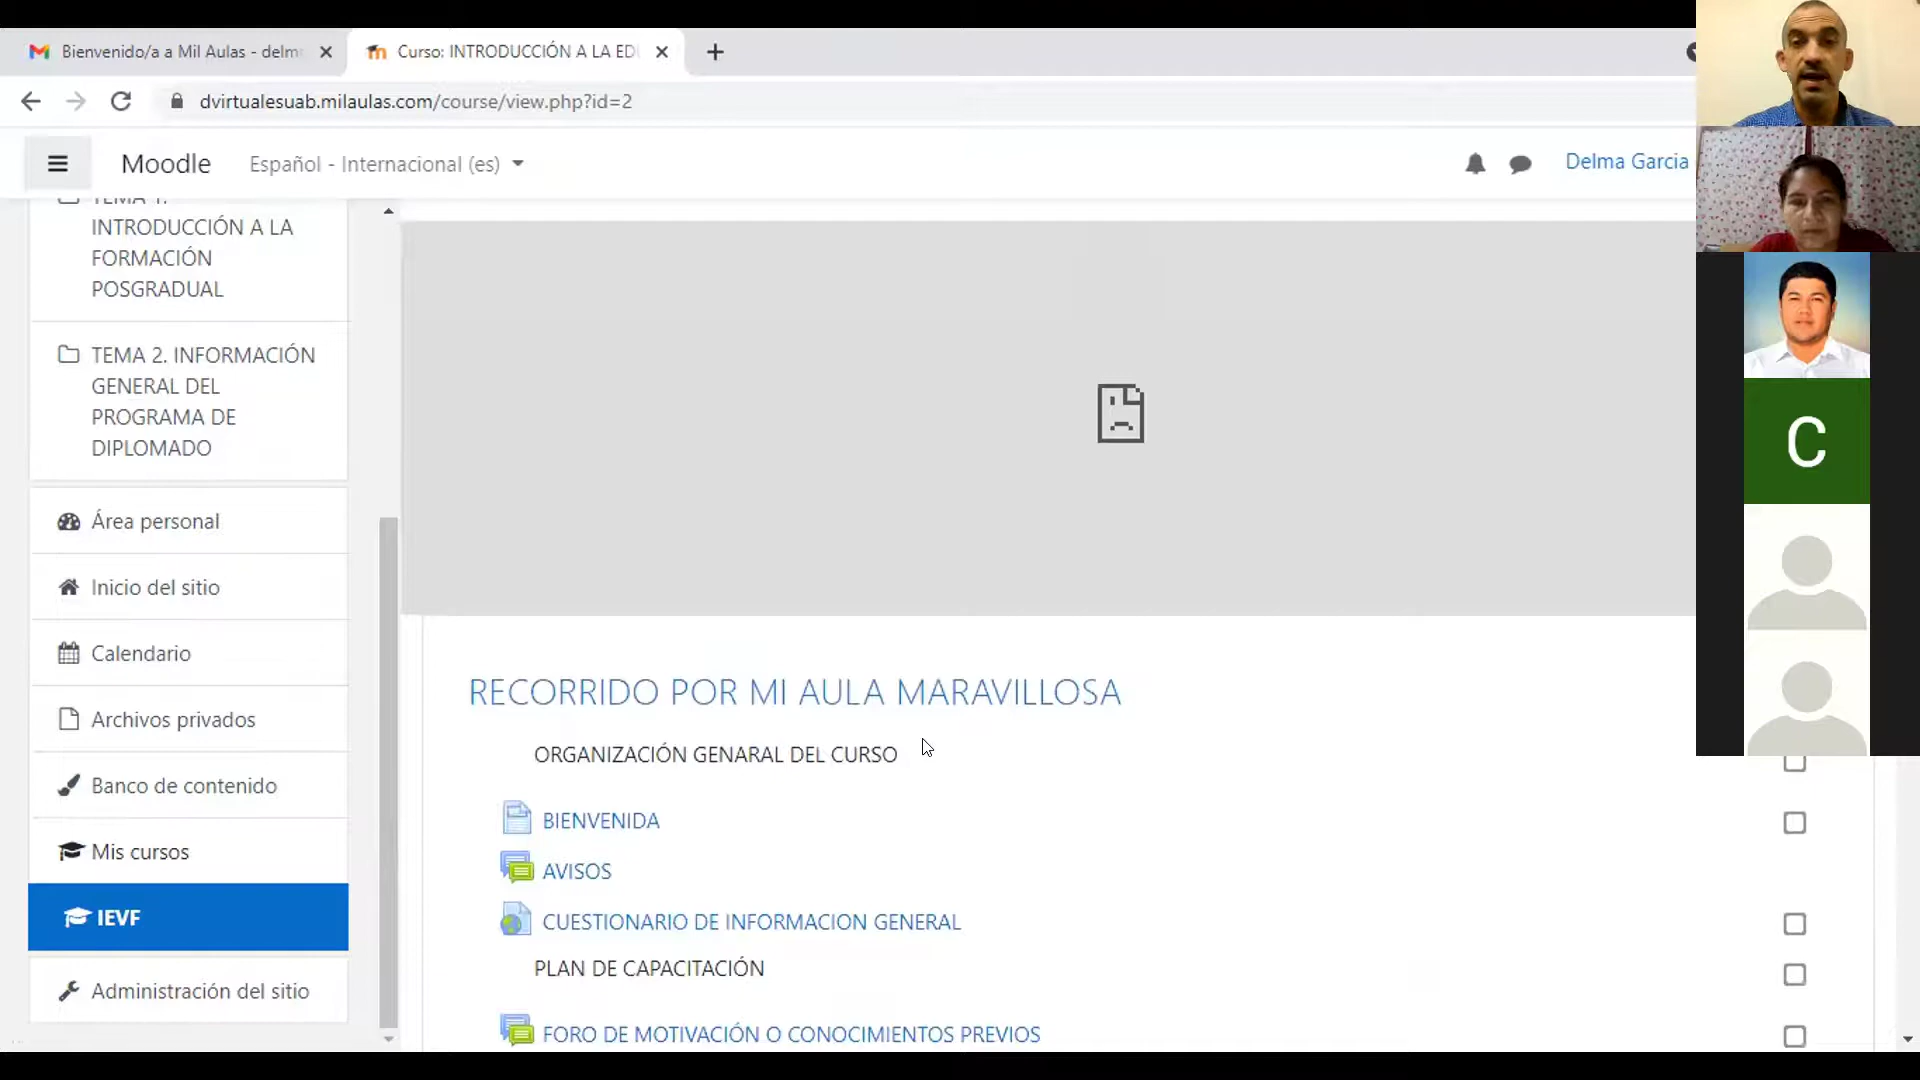 Bienvenido/a a Mil Aulas - delm
Curso: INTRODUCCIÓN A LA ED
dvirtualesuab.milaulas.com/course/view.php?id=2
Moodle
Español - Internacional (es)
Delma Garcia
TEMA 1.
INTRODUCCIÓN A LA
FORMACIÓN
POSGRADUAL
TEMA 2. INFORMACIÓN
GENERAL DEL
PROGRAMA DE
DIPLOMADO
Área personal
Inicio del sitio
Calendario
Archivos privados
Banco de contenido
Mis cursos
IEVF
Administración del sitio
RECORRIDO POR MI AULA MARAVILLOSA
ORGANIZACIÓN GENARAL DEL CURSO
BIENVENIDA
AVISOS
CUESTIONARIO DE INFORMACION GENERAL
PLAN DE CAPACITACIÓN
FORO DE MOTIVACIÓN O CONOCIMIENTOS PREVIOS
C